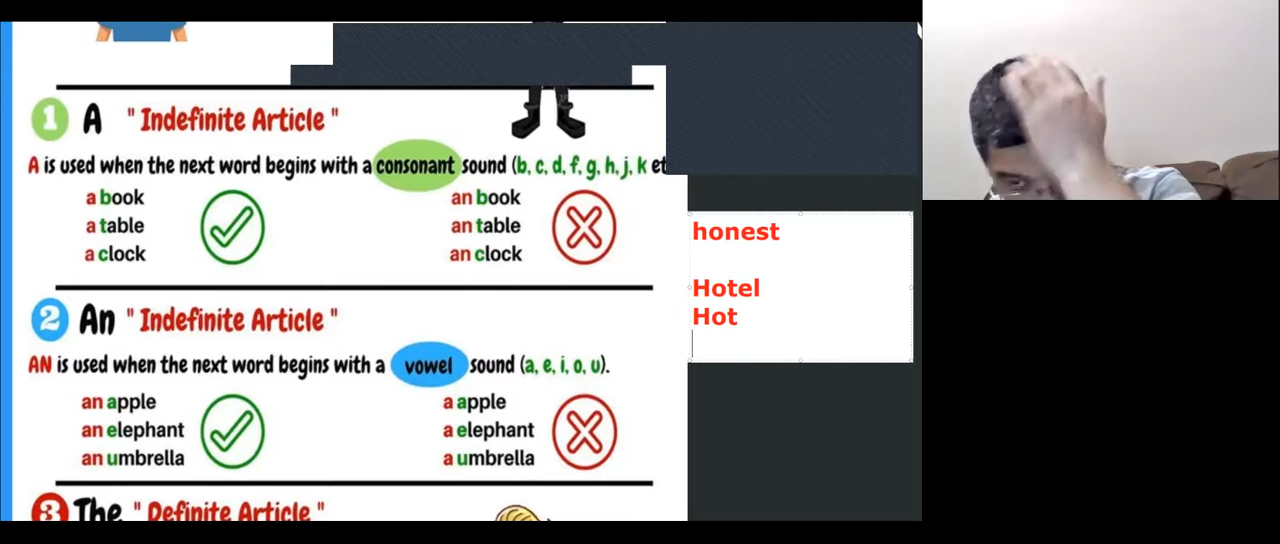 1 A " Indefinite Article "
A is used when the next word begins with a consonant sound (b, c, d, f, g, h, j, k et
a book
a table
a clock
an book
an table
an clock
2 An " Indefinite Article "
AN is used when the next word begins with a vowel sound (a, e, i, o, u).
an apple
an elephant
an umbrella
a apple
a elephant
a umbrella
3 The " Definite Article "
honest
Hotel
Hot